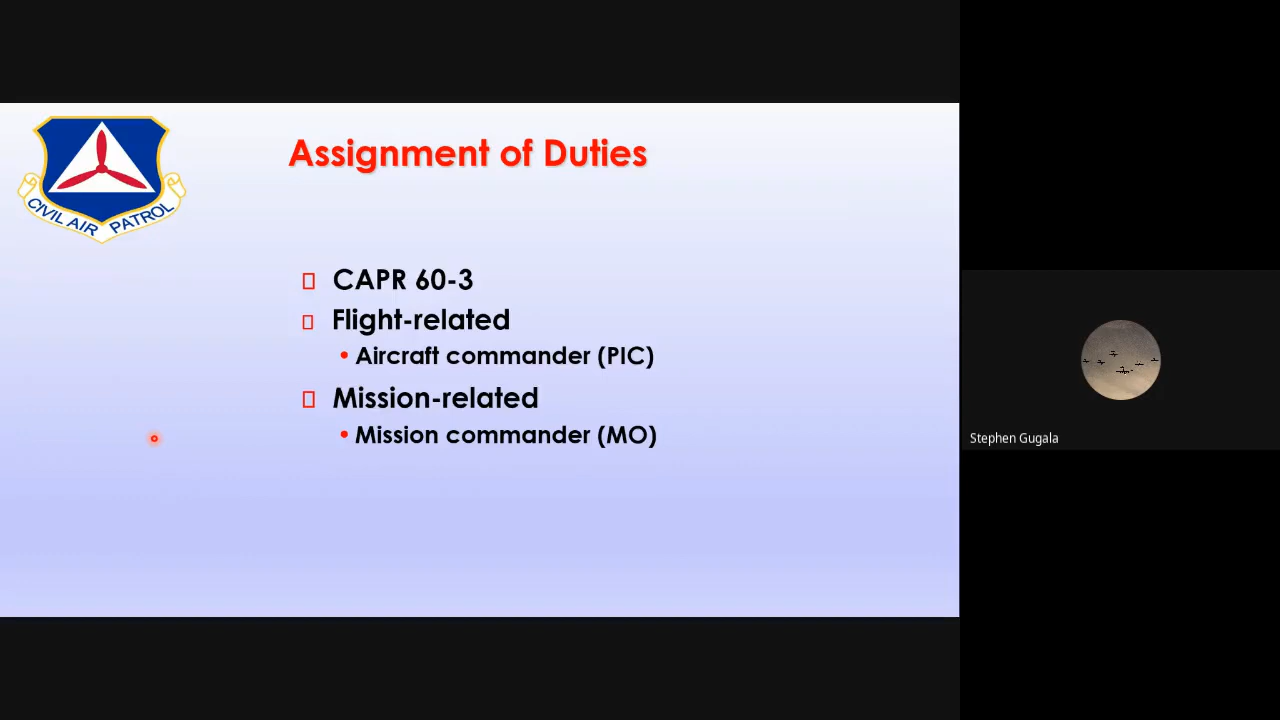 Assignment of Duties
CIVIL AIR PATROL
CAPR 60-3
Flight-related
• Aircraft commander (PIC)
Mission-related
• Mission commander (MO)
Stephen Gugala